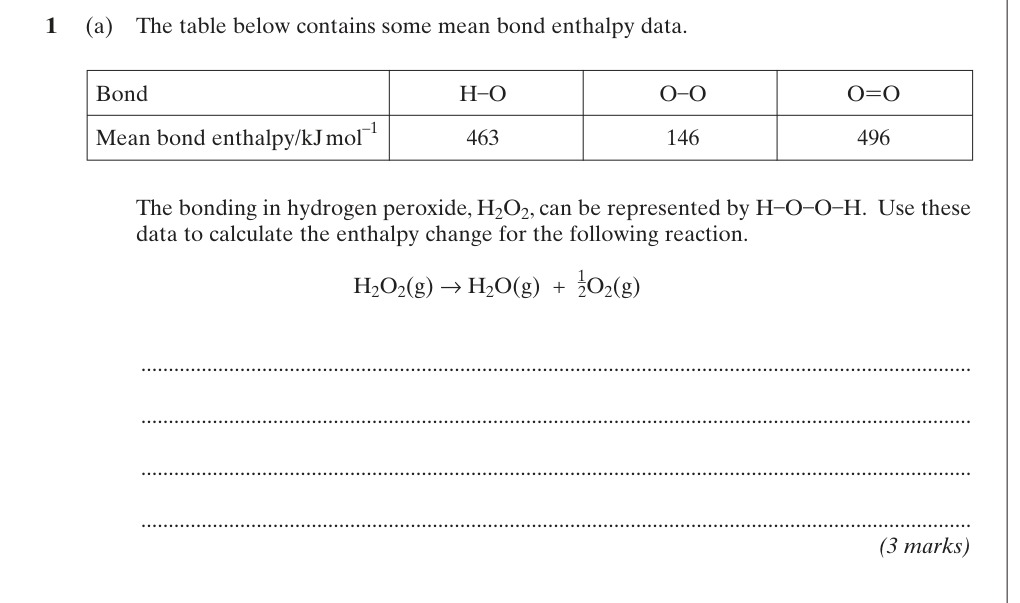 1 (a) The table below contains some mean bond enthalpy data.
Bond H–O O–O O=O
Mean bond enthalpy/kJ mol⁻¹ 463 146 496
The bonding in hydrogen peroxide, H₂O₂, can be represented by H–O–O–H. Use these
data to calculate the enthalpy change for the following reaction.
H₂O₂(g) → H₂O(g) + ½O₂(g)
(3 marks)